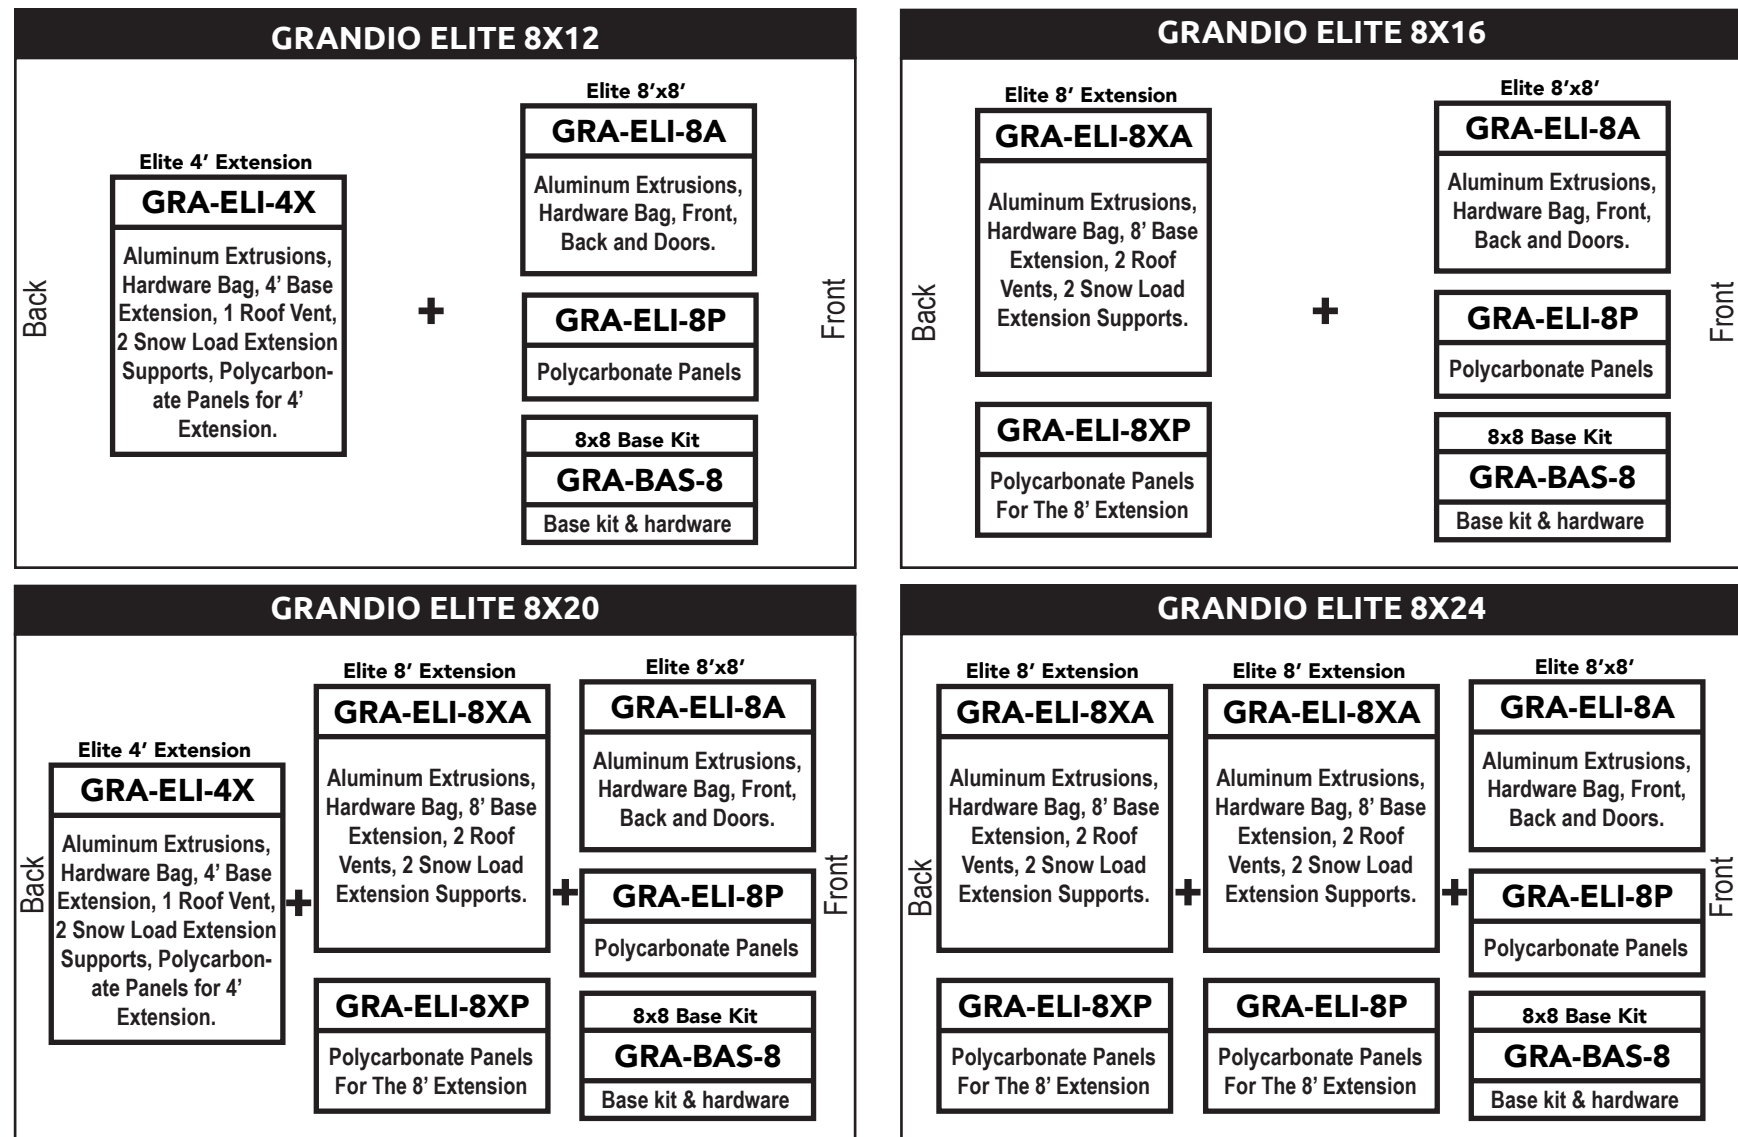 GRANDIO ELITE 8X12
Back
Elite 4’ Extension
GRA-ELI-4X
Aluminum Extrusions,
Hardware Bag, 4’ Base
Extension, 1 Roof Vent,
2 Snow Load Extension
Supports, Polycarbon-
ate Panels for 4’
Extension.
+
Elite 8’x8’
GRA-ELI-8A
Aluminum Extrusions,
Hardware Bag, Front,
Back and Doors.
GRA-ELI-8P
Polycarbonate Panels
8x8 Base Kit
GRA-BAS-8
Base kit & hardware
Front
GRANDIO ELITE 8X16
Back
Elite 8’ Extension
GRA-ELI-8XA
Aluminum Extrusions,
Hardware Bag, 8’ Base
Extension, 2 Roof
Vents, 2 Snow Load
Extension Supports.
GRA-ELI-8XP
Polycarbonate Panels
For The 8’ Extension
+
Elite 8’x8’
GRA-ELI-8A
Aluminum Extrusions,
Hardware Bag, Front,
Back and Doors.
GRA-ELI-8P
Polycarbonate Panels
8x8 Base Kit
GRA-BAS-8
Base kit & hardware
Front
GRANDIO ELITE 8X20
Back
Elite 4’ Extension
GRA-ELI-4X
Aluminum Extrusions,
Hardware Bag, 4’ Base
Extension, 1 Roof Vent,
2 Snow Load Extension
Supports, Polycarbon-
ate Panels for 4’
Extension.
+
Elite 8’ Extension
GRA-ELI-8XA
Aluminum Extrusions,
Hardware Bag, 8’ Base
Extension, 2 Roof
Vents, 2 Snow Load
Extension Supports.
GRA-ELI-8XP
Polycarbonate Panels
For The 8’ Extension
+
Elite 8’x8’
GRA-ELI-8A
Aluminum Extrusions,
Hardware Bag, Front,
Back and Doors.
GRA-ELI-8P
Polycarbonate Panels
8x8 Base Kit
GRA-BAS-8
Base kit & hardware
Front
GRANDIO ELITE 8X24
Back
Elite 8’ Extension
GRA-ELI-8XA
Aluminum Extrusions,
Hardware Bag, 8’ Base
Extension, 2 Roof
Vents, 2 Snow Load
Extension Supports.
GRA-ELI-8XP
Polycarbonate Panels
For The 8’ Extension
+
Elite 8’ Extension
GRA-ELI-8XA
Aluminum Extrusions,
Hardware Bag, 8’ Base
Extension, 2 Roof
Vents, 2 Snow Load
Extension Supports.
GRA-ELI-8P
Polycarbonate Panels
For The 8’ Extension
+
Elite 8’x8’
GRA-ELI-8A
Aluminum Extrusions,
Hardware Bag, Front,
Back and Doors.
GRA-ELI-8P
Polycarbonate Panels
8x8 Base Kit
GRA-BAS-8
Base kit & hardware
Front